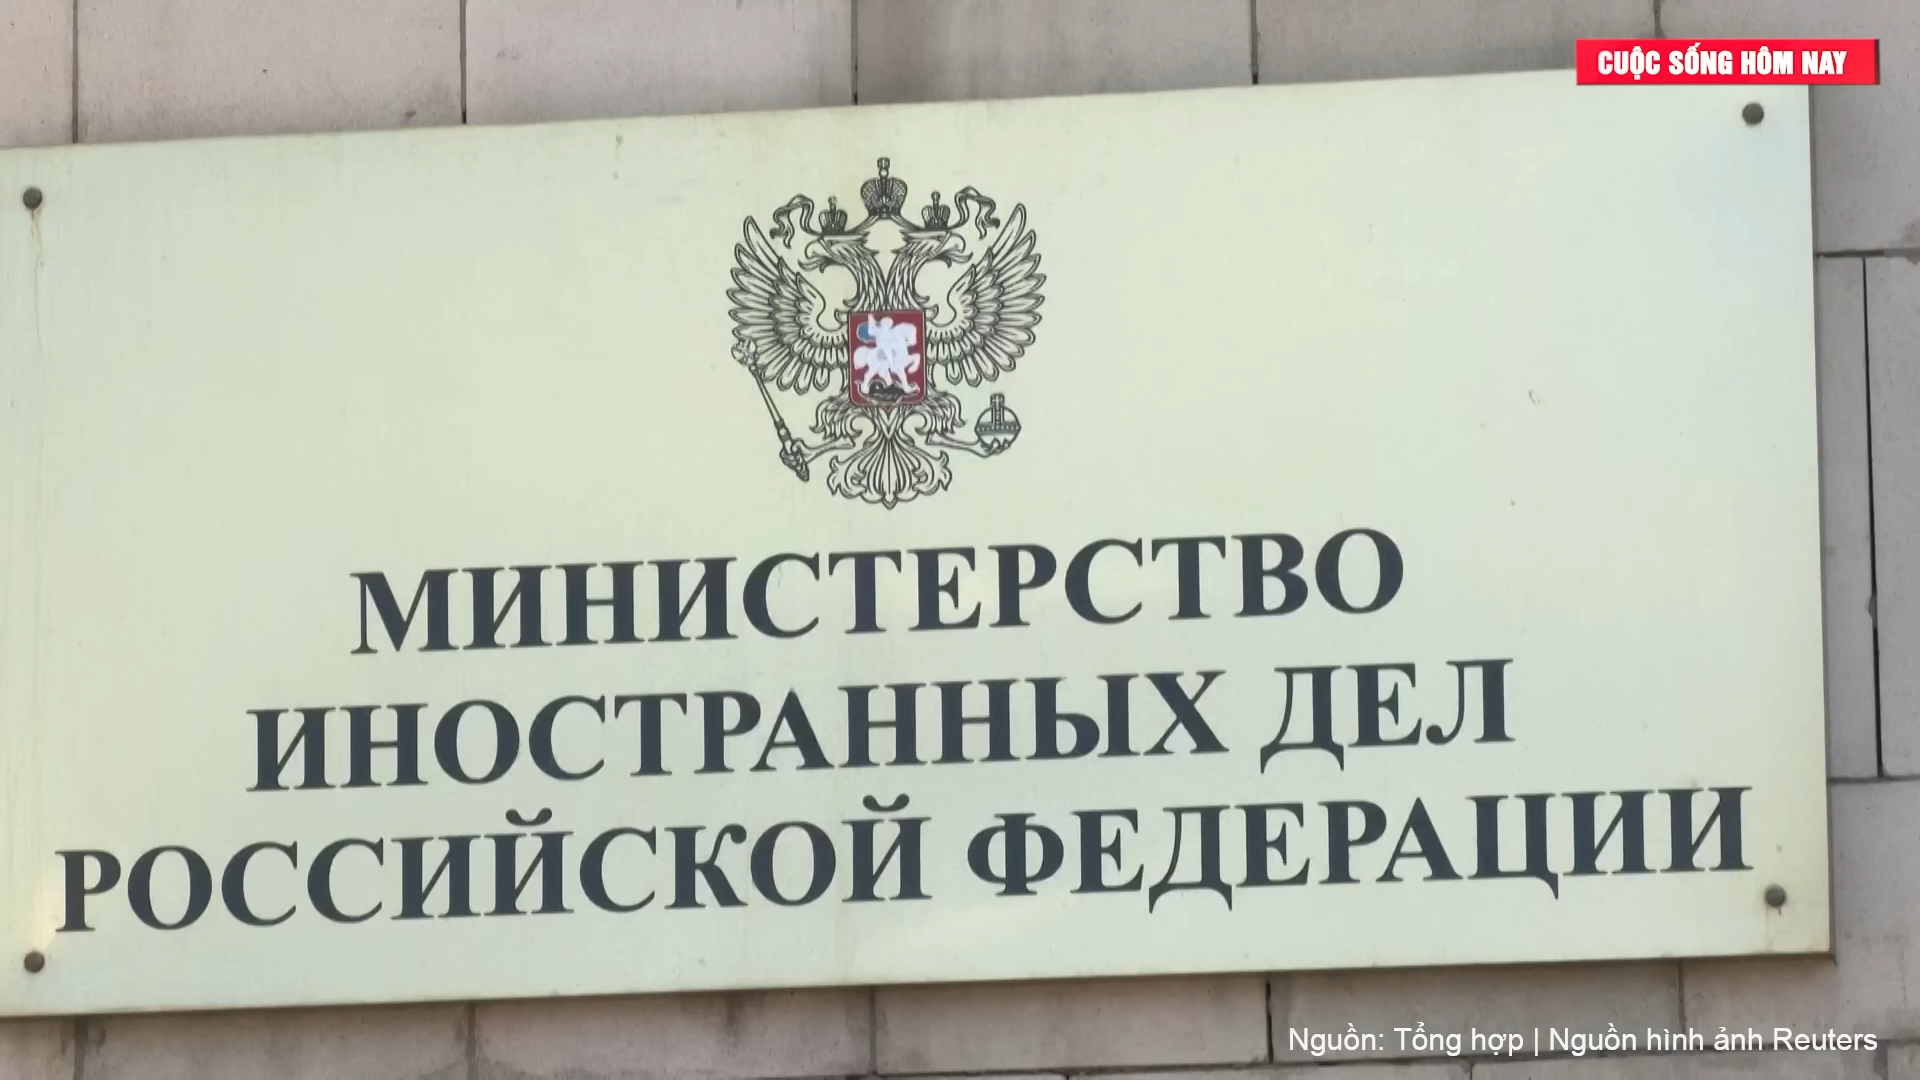 CUỘC SỐNG HÔM NAY
МИНИСТЕРСТВО
ИНОСТРАННЫХ ДЕЛ
РОССИЙСКОЙ ФЕДЕРАЦИИ
Nguồn: Tổng hợp | Nguồn hình ảnh Reuters